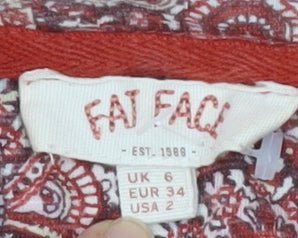 FAT FACE
- EST. 1988 -
UK 6
EUR 34
USA 2